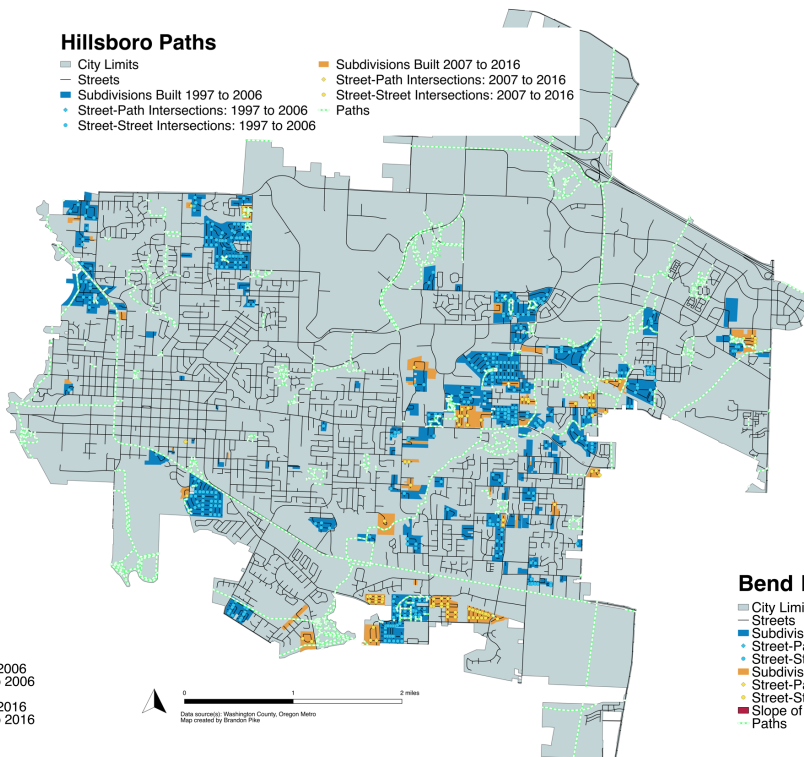 Hillsboro Paths
City Limits
Streets
Subdivisions Built 1997 to 2006
Street-Path Intersections: 1997 to 2006
Street-Street Intersections: 1997 to 2006
Subdivisions Built 2007 to 2016
Street-Path Intersections: 2007 to 2016
Street-Street Intersections: 2007 to 2016
Paths
2006
2006
2016
2016
0 1 2 miles
Data source(s): Washington County, Oregon Metro
Map created by Brandon Pike
Bend
City Limi
Streets
Subdivis
Street-Pa
Street-St
Subdivis
Street-Pa
Street-St
Slope of
Paths